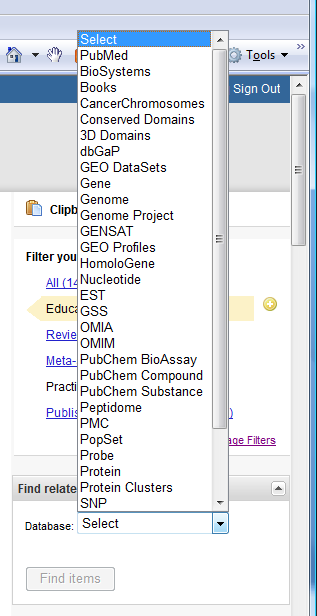 Select
Tools
»
PubMed
BioSystems
Sign Out
Books
CancerChromosomes
Conserved Domains
3D Domains
dbGaP
GEO DataSets
Gene
Genome
Clipb
Genome Project
GENSAT
GEO Profiles
Filter you
HomoloGene
Nucleotide
All (14
EST
Educa
GSS
OMIA
Revie
OMIM
Meta-
PubChem BioAssay
PubChem Compound
Practi
PubChem Substance
Peptidome
Publis
)
PMC
PopSet
age Filters
Probe
Protein
Find relate
Protein Clusters
SNP
Database: Select
Find items